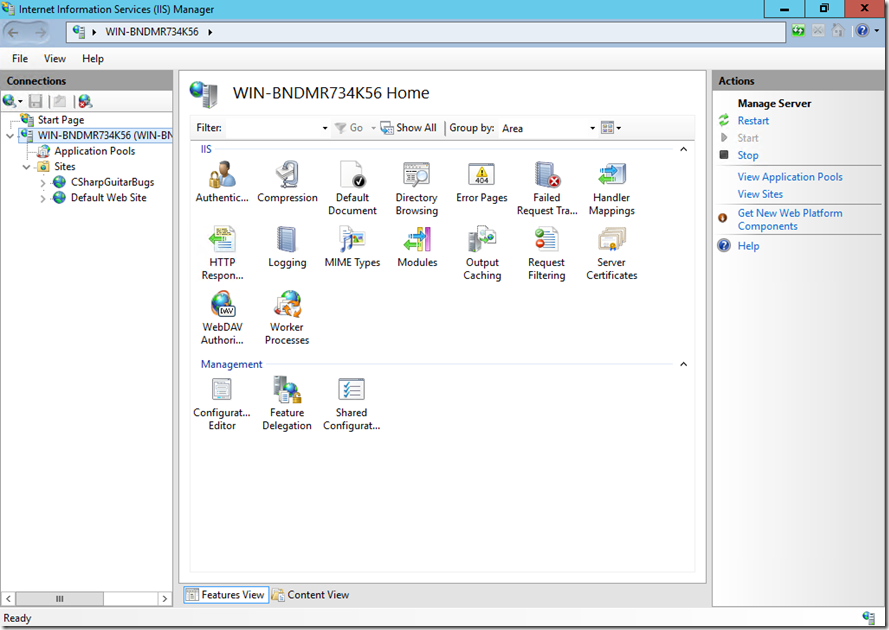 Internet Information Services (IIS) Manager
WIN-BNDMR734K56
File View Help
Connections
Start Page
WIN-BNDMR734K56 (WIN-BN
Application Pools
Sites
CSharpGuitarBugs
Default Web Site
WIN-BNDMR734K56 Home
Filter: Go Show All Group by: Area
IIS
Authentic... Compression Default Document Directory Browsing Error Pages Failed Request Tra... Handler Mappings
HTTP Respon... Logging MIME Types Modules Output Caching Request Filtering Server Certificates
WebDAV Authori... Worker Processes
Management
Configurat... Editor Feature Delegation Shared Configurat...
Features View Content View
Actions
Manage Server
Restart
Start
Stop
View Application Pools
View Sites
Get New Web Platform
Components
Help
Ready
404
DAV